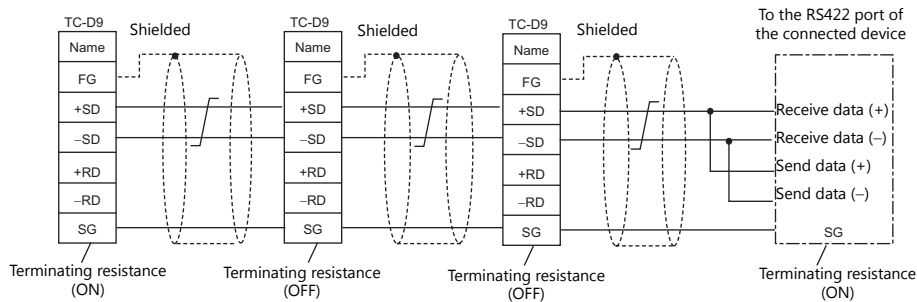 TC-D9
Name
FG
+SD
–SD
+RD
–RD
SG
Shielded
Terminating resistance
(ON)
TC-D9
Name
FG
+SD
–SD
+RD
–RD
SG
Shielded
Terminating resistance
(OFF)
TC-D9
Name
FG
+SD
–SD
+RD
–RD
SG
Shielded
Terminating resistance
(OFF)
To the RS422 port of
the connected device
Receive data (+)
Receive data (–)
Send data (+)
Send data (–)
SG
Terminating resistance
(ON)